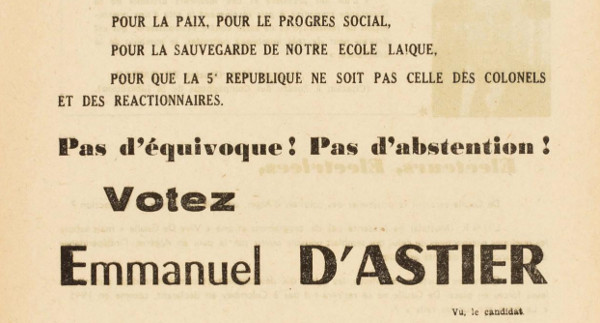 POUR LA PAIX, POUR LE PROGRES SOCIAL,
POUR LA SAUVEGARDE DE NOTRE ECOLE LAIQUE,
POUR QUE LA 5e REPUBLIQUE NE SOIT PAS CELLE DES COLONELS
ET DES REACTIONNAIRES.
Pas d'équivoque ! Pas d'abstention !
Votez
Emmanuel D'ASTIER
Vu, le candidat